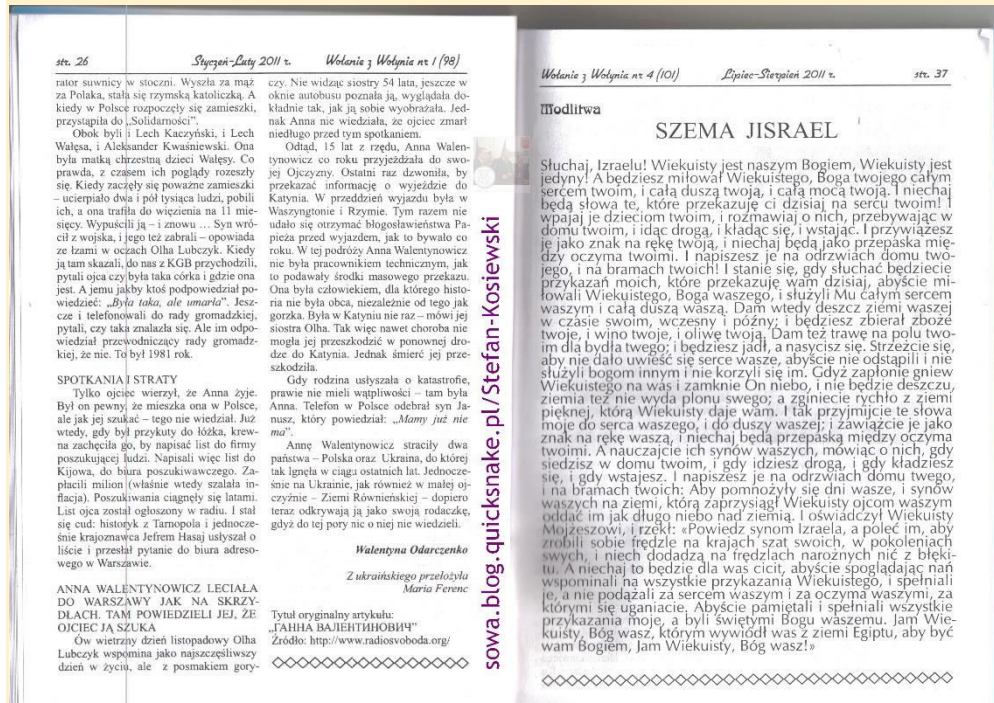 str. 26 Styczeń-Luty 2011 r. Wołanie z Wołynia nr 1 (98)
rator suwnicy w stoczni. Wyszła za mąż
za Polaka, stała się rzymską katoliczką. A
kiedy w Polsce rozpoczęły się zamieszki,
przystąpiła do „Solidarności”.
Obok byli i Lech Kaczyński, i Lech
Wałęsa, i Aleksander Kwaśniewski. Ona
była matką chrzestną dzieci Wałęsy. Co
prawda, z czasem ich poglądy rozeszły
się. Kiedy zaczęły się poważne zamieszki
- ucierpiało dwa i pół tysiąca ludzi, pobili
ich, a ona trafiła do więzienia na 11 mie-
sięcy. Wypuścili ją – i znowu … Syn wró-
cił z wojska, i jego też zabrali – opowiada
ze łzami w oczach Olha Lubczyk. Kiedy
ją tam skazali, do nas z KGB przychodzili,
pytali ojca czy była taka córka i gdzie ona
jest. A jemu jakby ktoś podpowiedział po-
wiedzieć: „Była taka, ale umarła”. Jesz-
cze i telefonowali do rady gromadzkiej,
pytali, czy taka znalazła się. Ale im odpo-
wiedział przewodniczący rady gromadz-
kiej, że nie. To był 1981 rok.
SPOTKANIA I STRATY
Tylko ojciec wierzył, że Anna żyje.
Był on pewny, że mieszka ona w Polsce,
ale jak jej szukać – tego nie wiedział. Już
wtedy, gdy był przykuty do łóżka, krew-
na zachęciła go, by napisać list do firmy
poszukującej ludzi. Napisali więc list do
Kijowa, do biura poszukiwawczego. Za-
płacili milion (właśnie wtedy szalała in-
flacja). Poszukiwania ciągnęły się latami.
List ojca został ogłoszony w radiu. I stał
się cud: historyk z Tarnopola i jednocze-
śnie krajoznawca Jefrem Hasaj usłyszał o
liście i przesłał pytanie do biura adreso-
wego w Warszawie.
ANNA WALENTYNOWICZ LECIAŁA
DO WARSZAWY JAK NA SKRZY-
DŁACH. TAM POWIEDZIELI JEJ, ŻE
OJCIEC JĄ SZUKA
Ów wietrzny dzień listopadowy Olha
Lubczyk wspomina jako najszczęśliwszy
dzień w życiu, ale z posmakiem gory-
czy. Nie widząc siostry 54 lata, jeszcze w
oknie autobusu poznała ją, wyglądała do-
kładnie tak, jak ją sobie wyobrażała. Jed-
nak Anna nie wiedziała, że ojciec zmarł
niedługo przed tym spotkaniem.
Odtąd, 15 lat z rzędu, Anna Walen-
tynowicz co roku przyjeżdżała do swo-
jej Ojczyzny. Ostatni raz dzwoniła, by
przekazać informację o wyjeździe do
Katynia. W przeddzień wyjazdu była w
Waszyngtonie i Rzymie. Tym razem nie
udało się otrzymać błogosławieństwa Pa-
pieża przed wyjazdem, jak to bywało co
roku. W tej podróży Anna Walentynowicz
nie była pracownikiem technicznym, jak
to podawały środki masowego przekazu.
Ona była człowiekiem, dla którego histo-
ria nie była obca, niezależnie od tego jak
gorzka. Była w Katyniu nie raz – mówi jej
siostra Olha. Tak więc nawet choroba nie
mogła jej przeszkodzić w ponownej dro-
dze do Katynia. Jednak śmierć jej prze-
szkodziła.
Gdy rodzina usłyszała o katastrofie,
prawie nie mieli wątpliwości – tam była
Anna. Telefon w Polsce odebrał syn Ja-
nusz, który powiedział: „Mamy już nie
ma”.
Annę Walentynowicz straciły dwa
państwa – Polska oraz Ukraina, do której
tak lgnęła w ciągu ostatnich lat. Jednocze-
śnie na Ukrainie, jak również w małej oj-
czyźnie – Ziemi Rówieńskiej – dopiero
teraz odkrywają ją jako swoją rodaczkę,
gdyż do tej pory nic o niej nie wiedzieli.
Walentyna Odarczenko
Z ukraińskiego przełożyła
Maria Ferenc
Tytuł oryginalny artykułu:
„ГАННА ВАЛЕНТИНОВИЧ”
Źródło: http://www.radiosvoboda.org/
sowa.blog.quicksnake.pl/Stefan-Kosiewski
Wołanie z Wołynia nr 4 (101) Lipiec-Sierpień 2011 r. str. 37
Modlitwa
SZEMA JISRAEL
Słuchaj, Izraelu! Wiekuisty jest naszym Bogiem, Wiekuisty jest
jedyny! A będziesz miłował Wiekuistego, Boga twojego całym
sercem twoim, i całą duszą twoją, i całą mocą twoją. I niechaj
będą słowa te, które przekazuję ci dzisiaj na sercu twoim! I
wpajaj je dzieciom twoim, i rozmawiaj o nich, przebywając w
domu twoim, i idąc drogą, i kładąc się, i wstając. I przywiążesz
je jako znak na rękę twoją, i niechaj będą jako przepaska mię-
dzy oczyma twoimi. I napiszesz je na odrzwiach domu two-
jego, i na bramach twoich! I stanie się, gdy słuchać będziecie
przykazań moich, które przekazuję wam dzisiaj, abyście mi-
łowali Wiekuistego, Boga waszego, i służyli Mu całym sercem
waszym i całą duszą waszą. Dam wtedy deszcz ziemi waszej
w czasie swoim, wczesny i późny; i będziesz zbierał zboże
twoje, i wino twoje, i oliwę twoją. Dam też trawę na polu two-
im dla bydła twego; i będziesz jadł, a nasycisz się. Strzeżcie się,
aby nie dało uwieść się serce wasze, abyście nie odstąpili i nie
służyli bogom innym i nie korzyli się im. Gdyż zapłonie gniew
Wiekuistego na was i zamknie On niebo, i nie będzie deszczu,
ziemia też nie wyda plonu swego; a zginiecie rychło z ziemi
pięknej, którą Wiekuisty daje wam. I tak przyjmijcie te słowa
moje do serca waszego, i do duszy waszej; i zawiążcie je jako
znak na rękę waszą, i niechaj będą przepaską między oczyma
twoimi. A nauczajcie ich synów waszych, mówiąc o nich, gdy
siedzisz w domu twoim, i gdy idziesz drogą, i gdy kładziesz
się, i gdy wstajesz. I napiszesz je na odrzwiach domu twego,
i na bramach twoich: Aby pomnożyły się dni wasze, i synów
waszych na ziemi, którą zaprzysiągł Wiekuisty ojcom waszym
oddać im jak długo niebo nad ziemią. I oświadczył Wiekuisty
Mojżeszowi, i rzekł: «Powiedz synom Izraela, a poleć im, aby
zrobili sobie frędzle na krajach szat swoich, w pokoleniach
swych, i niech dodadzą na frędzlach narożnych nić z błęki-
tu. A niechaj to będzie dla was cicit, abyście spoglądając nań
wspominali na wszystkie przykazania Wiekuistego, i spełniali
je, a nie podążali za sercem waszym i za oczyma waszymi, za
którymi się uganiacie. Abyście pamiętali i spełniali wszystkie
przykazania moje, a byli świętymi Bogu waszemu. Jam Wie-
kuisty, Bóg wasz, którym wywiódł was z ziemi Egiptu, aby być
wam Bogiem, Jam Wiekuisty, Bóg wasz!»